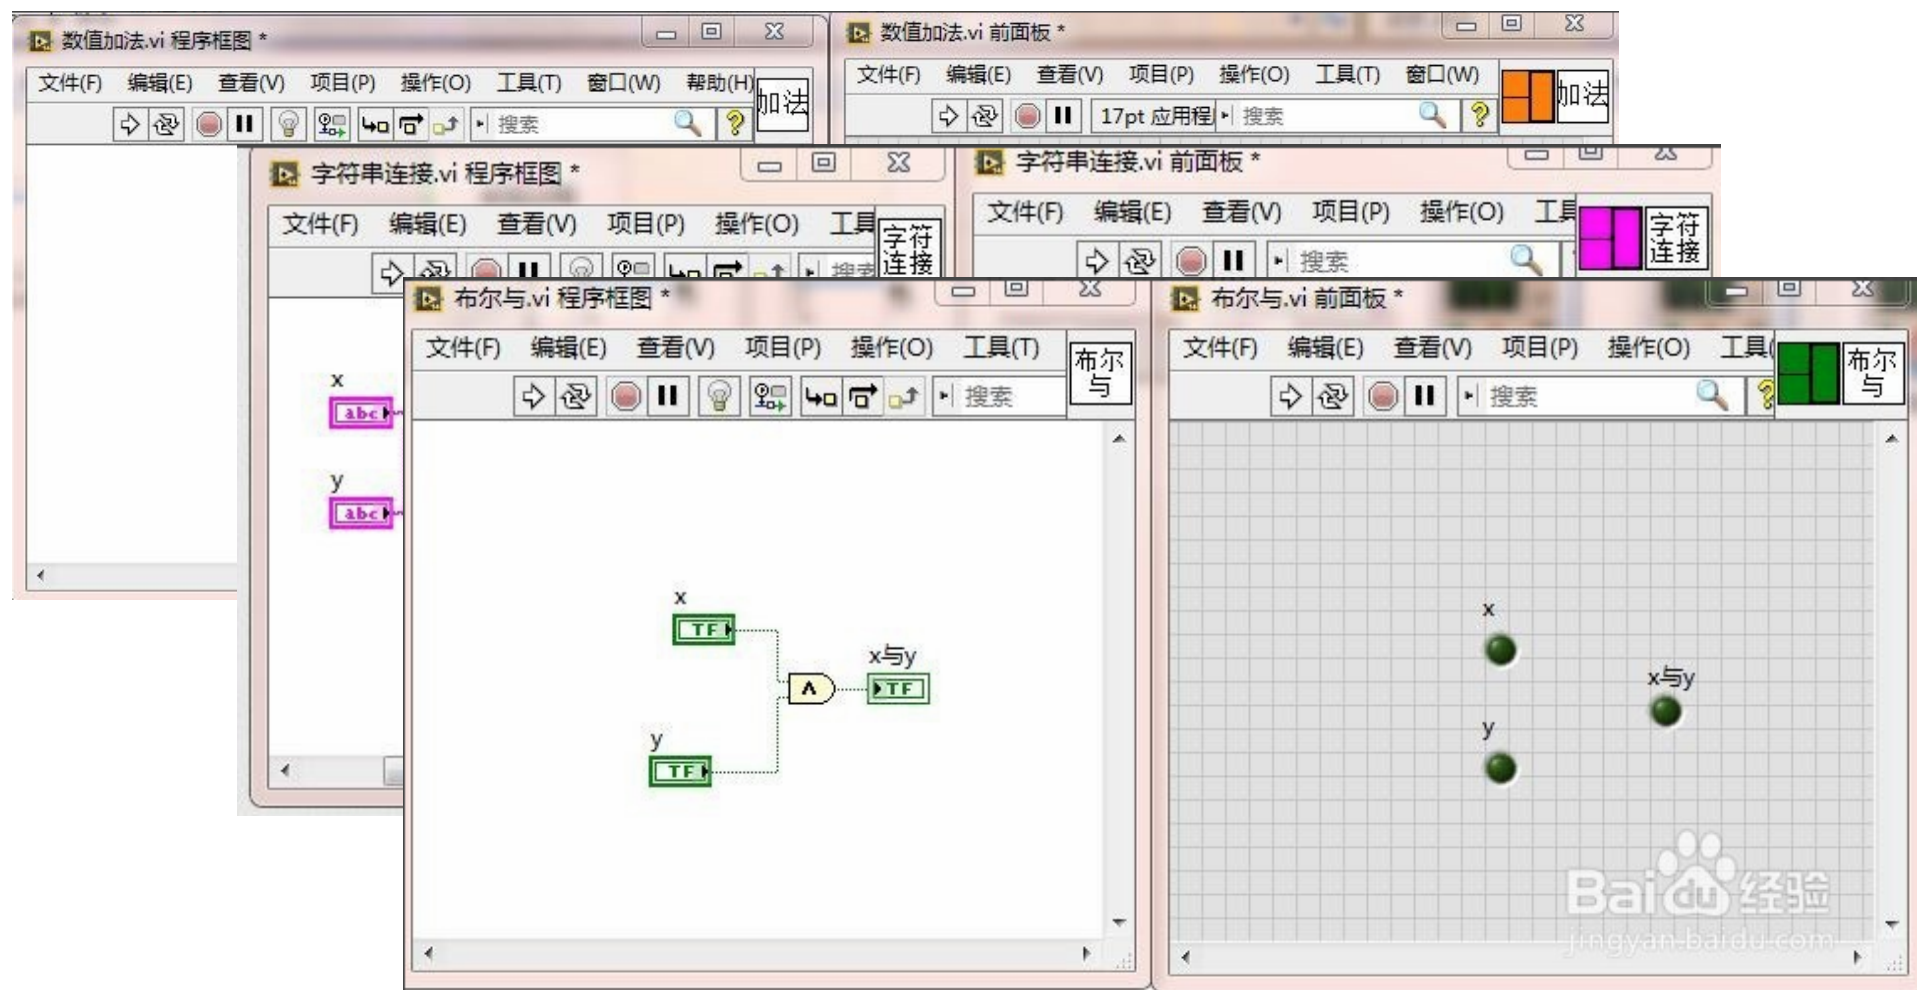 数值加法.vi 程序框图 *
文件(F) 编辑(E) 查看(V) 项目(P) 操作(O) 工具(T) 窗口(W) 帮助(H)
加法
搜索
数值加法.vi 前面板 *
文件(F) 编辑(E) 查看(V) 项目(P) 操作(O) 工具(T) 窗口(W)
加法
17pt 应用程 搜索
字符串连接.vi 程序框图 *
文件(F) 编辑(E) 查看(V) 项目(P) 操作(O) 工具
字符
连接
搜索
x
abc
y
abc
字符串连接.vi 前面板 *
文件(F) 编辑(E) 查看(V) 项目(P) 操作(O) 工具
字符
连接
搜索
布尔与.vi 程序框图 *
文件(F) 编辑(E) 查看(V) 项目(P) 操作(O) 工具(T)
布尔
与
搜索
x
TF
x与y
∧
TF
y
TF
布尔与.vi 前面板 *
文件(F) 编辑(E) 查看(V) 项目(P) 操作(O) 工具(
布尔
与
搜索
x
x与y
y
Baidu 经验
jingyan.baidu.com